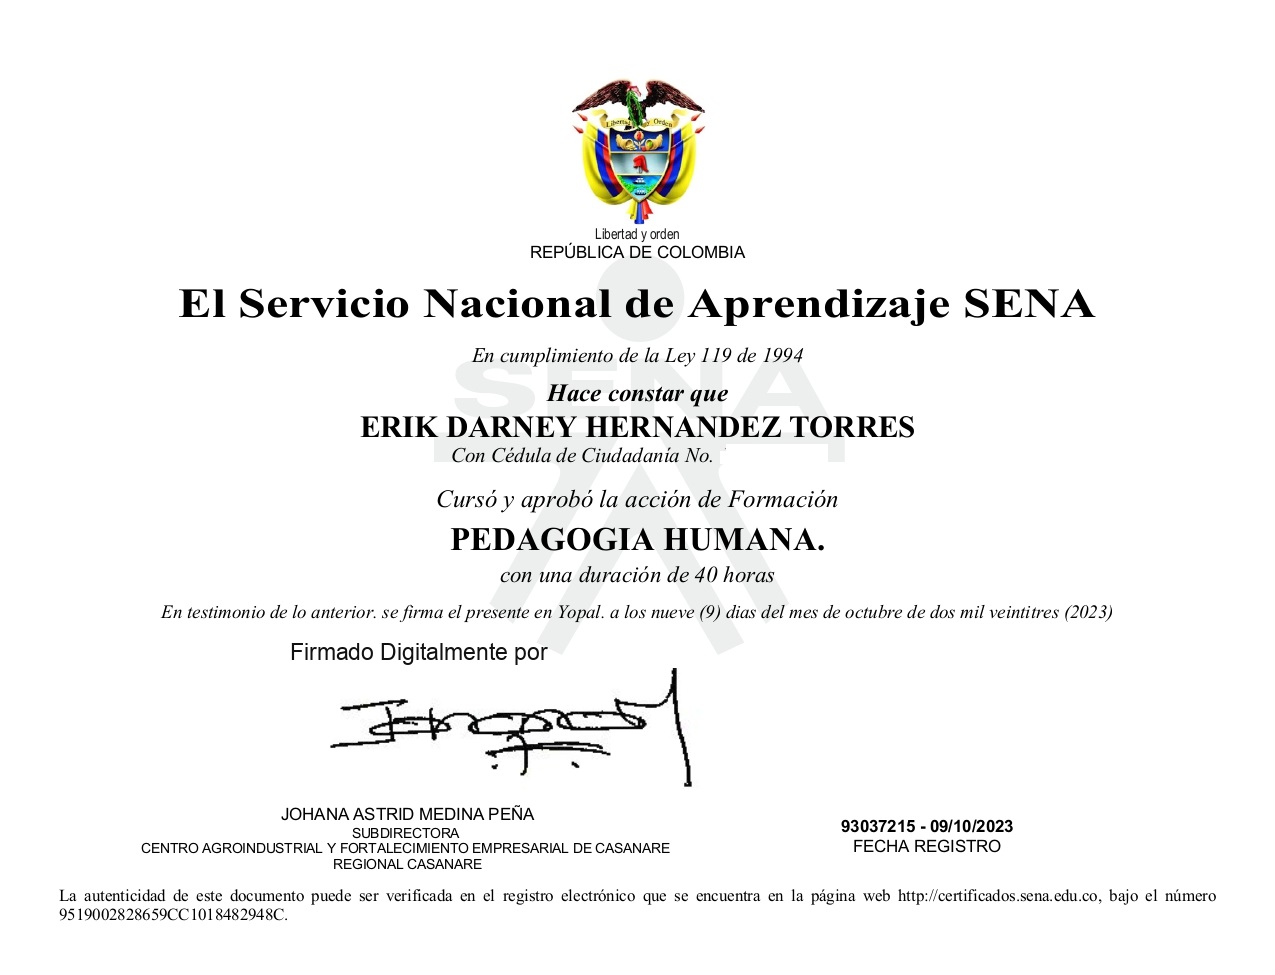 Libertad y Orden
Libertad y orden
REPÚBLICA DE COLOMBIA
El Servicio Nacional de Aprendizaje SENA
En cumplimiento de la Ley 119 de 1994
SENA
Hace constar que
ERIK DARNEY HERNANDEZ TORRES
Con Cédula de Ciudadanía No.
Cursó y aprobó la acción de Formación
PEDAGOGIA HUMANA.
con una duración de 40 horas
En testimonio de lo anterior. se firma el presente en Yopal. a los nueve (9) dias del mes de octubre de dos mil veintitres (2023)
Firmado Digitalmente por
JOHANA ASTRID MEDINA PEÑA
SUBDIRECTORA
CENTRO AGROINDUSTRIAL Y FORTALECIMIENTO EMPRESARIAL DE CASANARE
REGIONAL CASANARE
93037215 - 09/10/2023
FECHA REGISTRO
La autenticidad de este documento puede ser verificada en el registro electrónico que se encuentra en la página web http://certificados.sena.edu.co, bajo el número
9519002828659CC1018482948C.